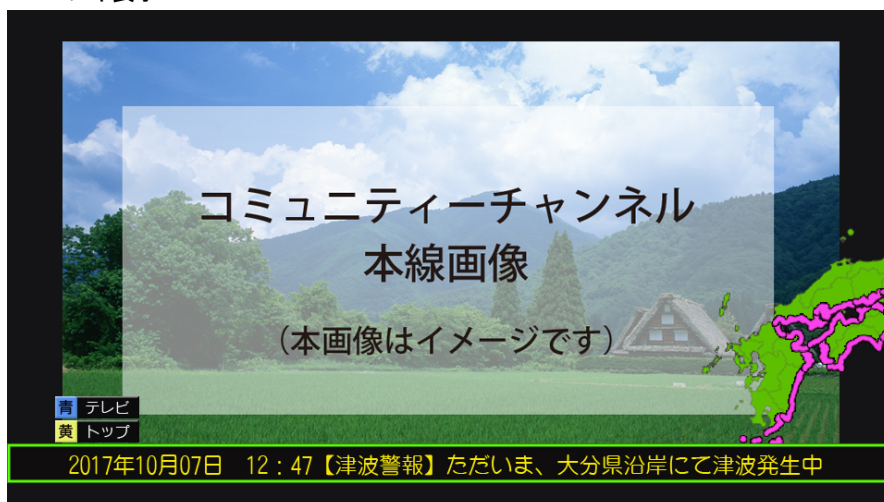 コミュニティーチャンネル
本線画像
（本画像はイメージです）
青 テレビ
黄 トップ
2017年10月07日　12：47【津波警報】ただいま、大分県沿岸にて津波発生中